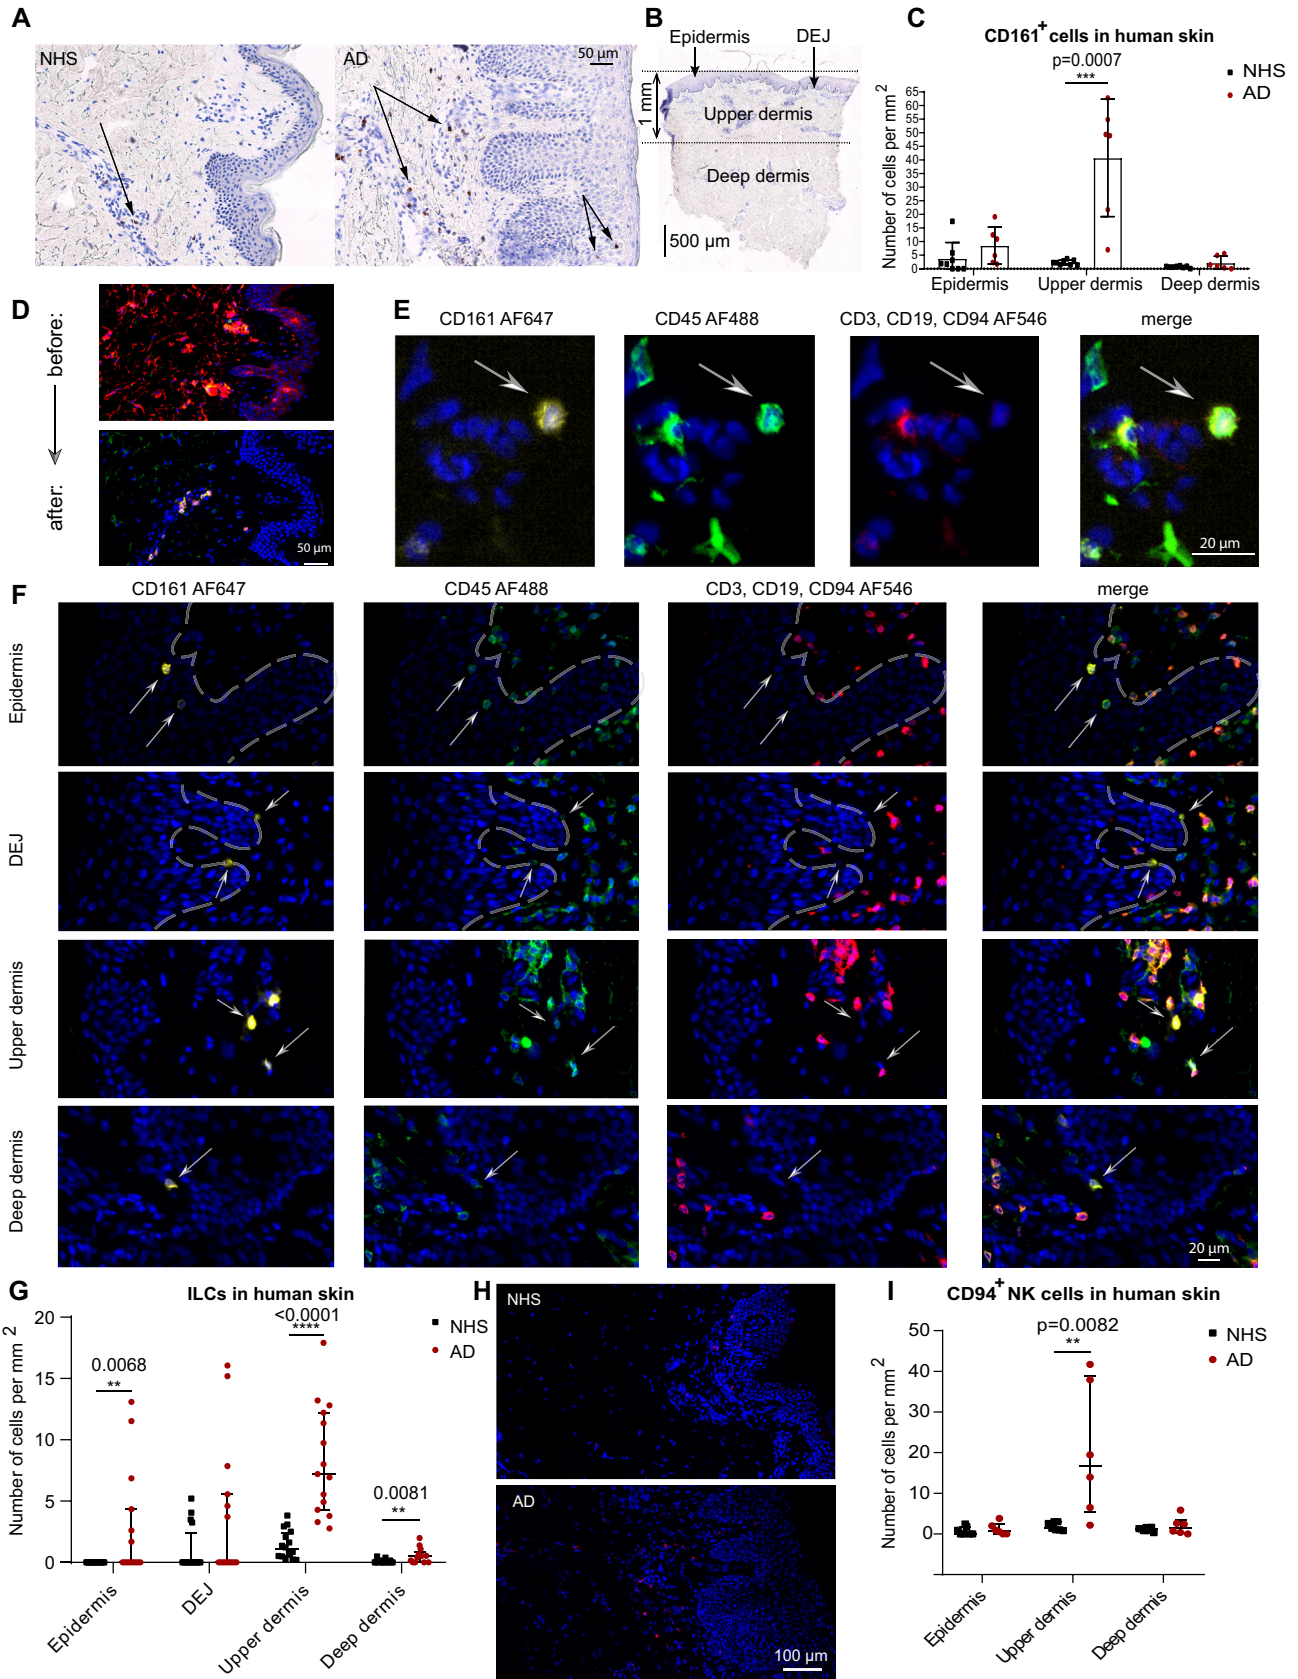 A
NHS
AD
50 µm
B
Epidermis
DEJ
1 mm
Upper dermis
Deep dermis
500 µm
C
CD161+ cells in human skin
p=0.0007
***
NHS
AD
Number of cells per mm2
65
60
55
50
45
40
35
30
25
20
15
10
5
0
Epidermis
Upper dermis
Deep dermis
D
before:
after:
50 µm
E
CD161 AF647
CD45 AF488
CD3, CD19, CD94 AF546
merge
20 µm
F
CD161 AF647
CD45 AF488
CD3, CD19, CD94 AF546
merge
Epidermis
DEJ
Upper dermis
Deep dermis
20 µm
G
ILCs in human skin
<0.0001
****
NHS
AD
0.0068
**
0.0081
**
Number of cells per mm 2
20
15
10
5
0
Epidermis
DEJ
Upper dermis
Deep dermis
H
NHS
AD
100 µm
I
CD94+ NK cells in human skin
p=0.0082
**
NHS
AD
Number of cells per mm2
50
40
30
20
10
0
Epidermis
Upper dermis
Deep dermis